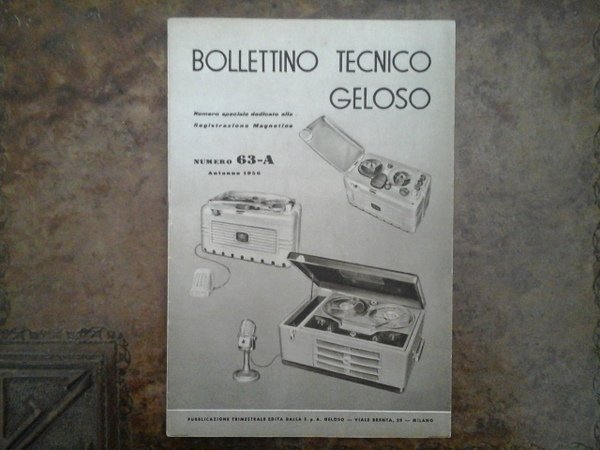 BOLLETTINO TECNICO
GELOSO
Numero speciale dedicato alla
Registrazione Magnetica
NUMERO 63-A
Autunno 1956
PUBBLICAZIONE TRIMESTRALE EDITA DALLA S. p. A. GELOSO — VIALE BRENTA, 29 — MILANO